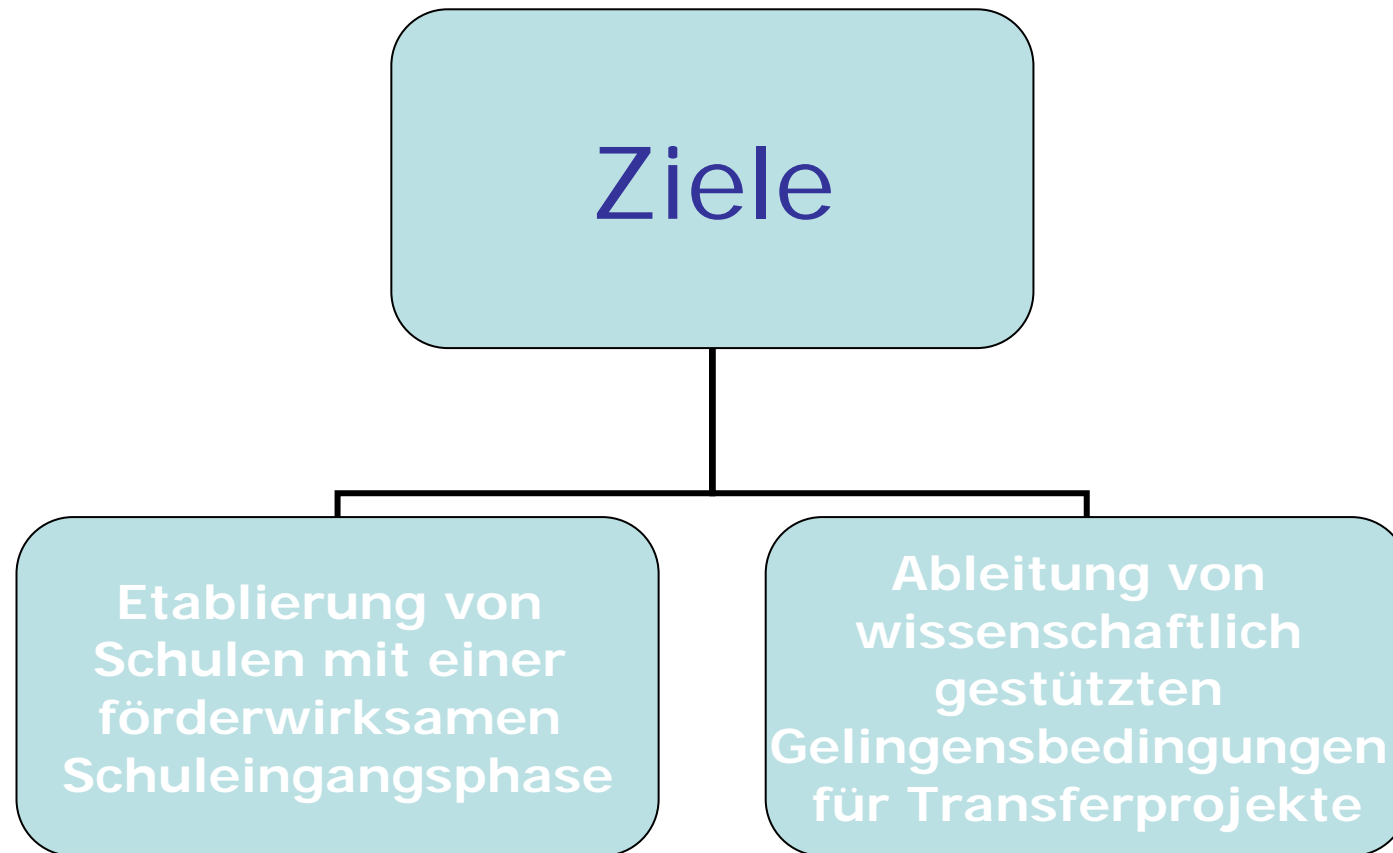 Ziele
Etablierung von
Schulen mit einer
förderwirksamen
Schuleingangsphase
Ableitung von
wissenschaftlich
gestützten
Gelingensbedingungen
für Transferprojekte